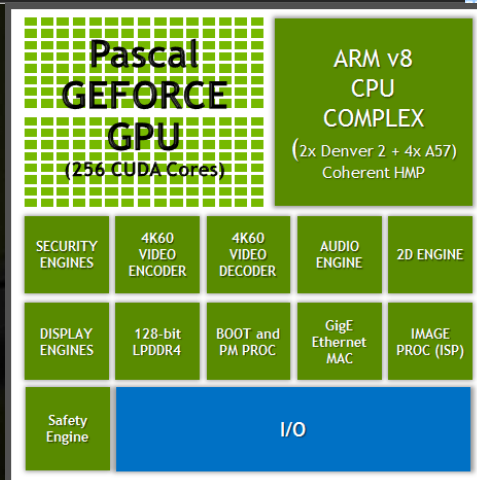 Pascal
GEFORCE
GPU
(256 CUDA Cores)
ARM v8
CPU
COMPLEX
(2x Denver 2 + 4x A57)
Coherent HMP
SECURITY
ENGINES
4K60
VIDEO
ENCODER
4K60
VIDEO
DECODER
AUDIO
ENGINE
2D ENGINE
DISPLAY
ENGINES
128-bit
LPDDR4
BOOT and
PM PROC
GigE
Ethernet
MAC
IMAGE
PROC (ISP)
Safety
Engine
I/O